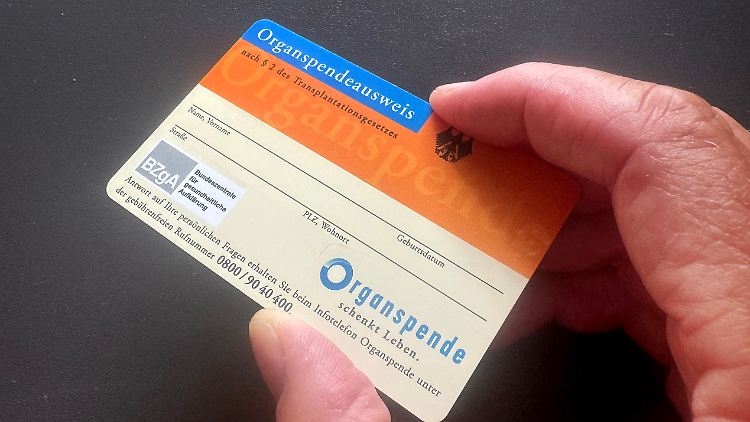 Organspendeausweis
nach § 2 des Transplantationsgesetzes
Organspende
Name, Vorname
Geburtsdatum
Straße
PLZ, Wohnort
BZgA
Bundeszentrale
für
gesundheitliche
Aufklärung
Organspende
schenkt Leben.
Antwort auf Ihre persönlichen Fragen erhalten Sie beim Infotelefon Organspende unter
der gebührenfreien Rufnummer 0800/90 40 400.